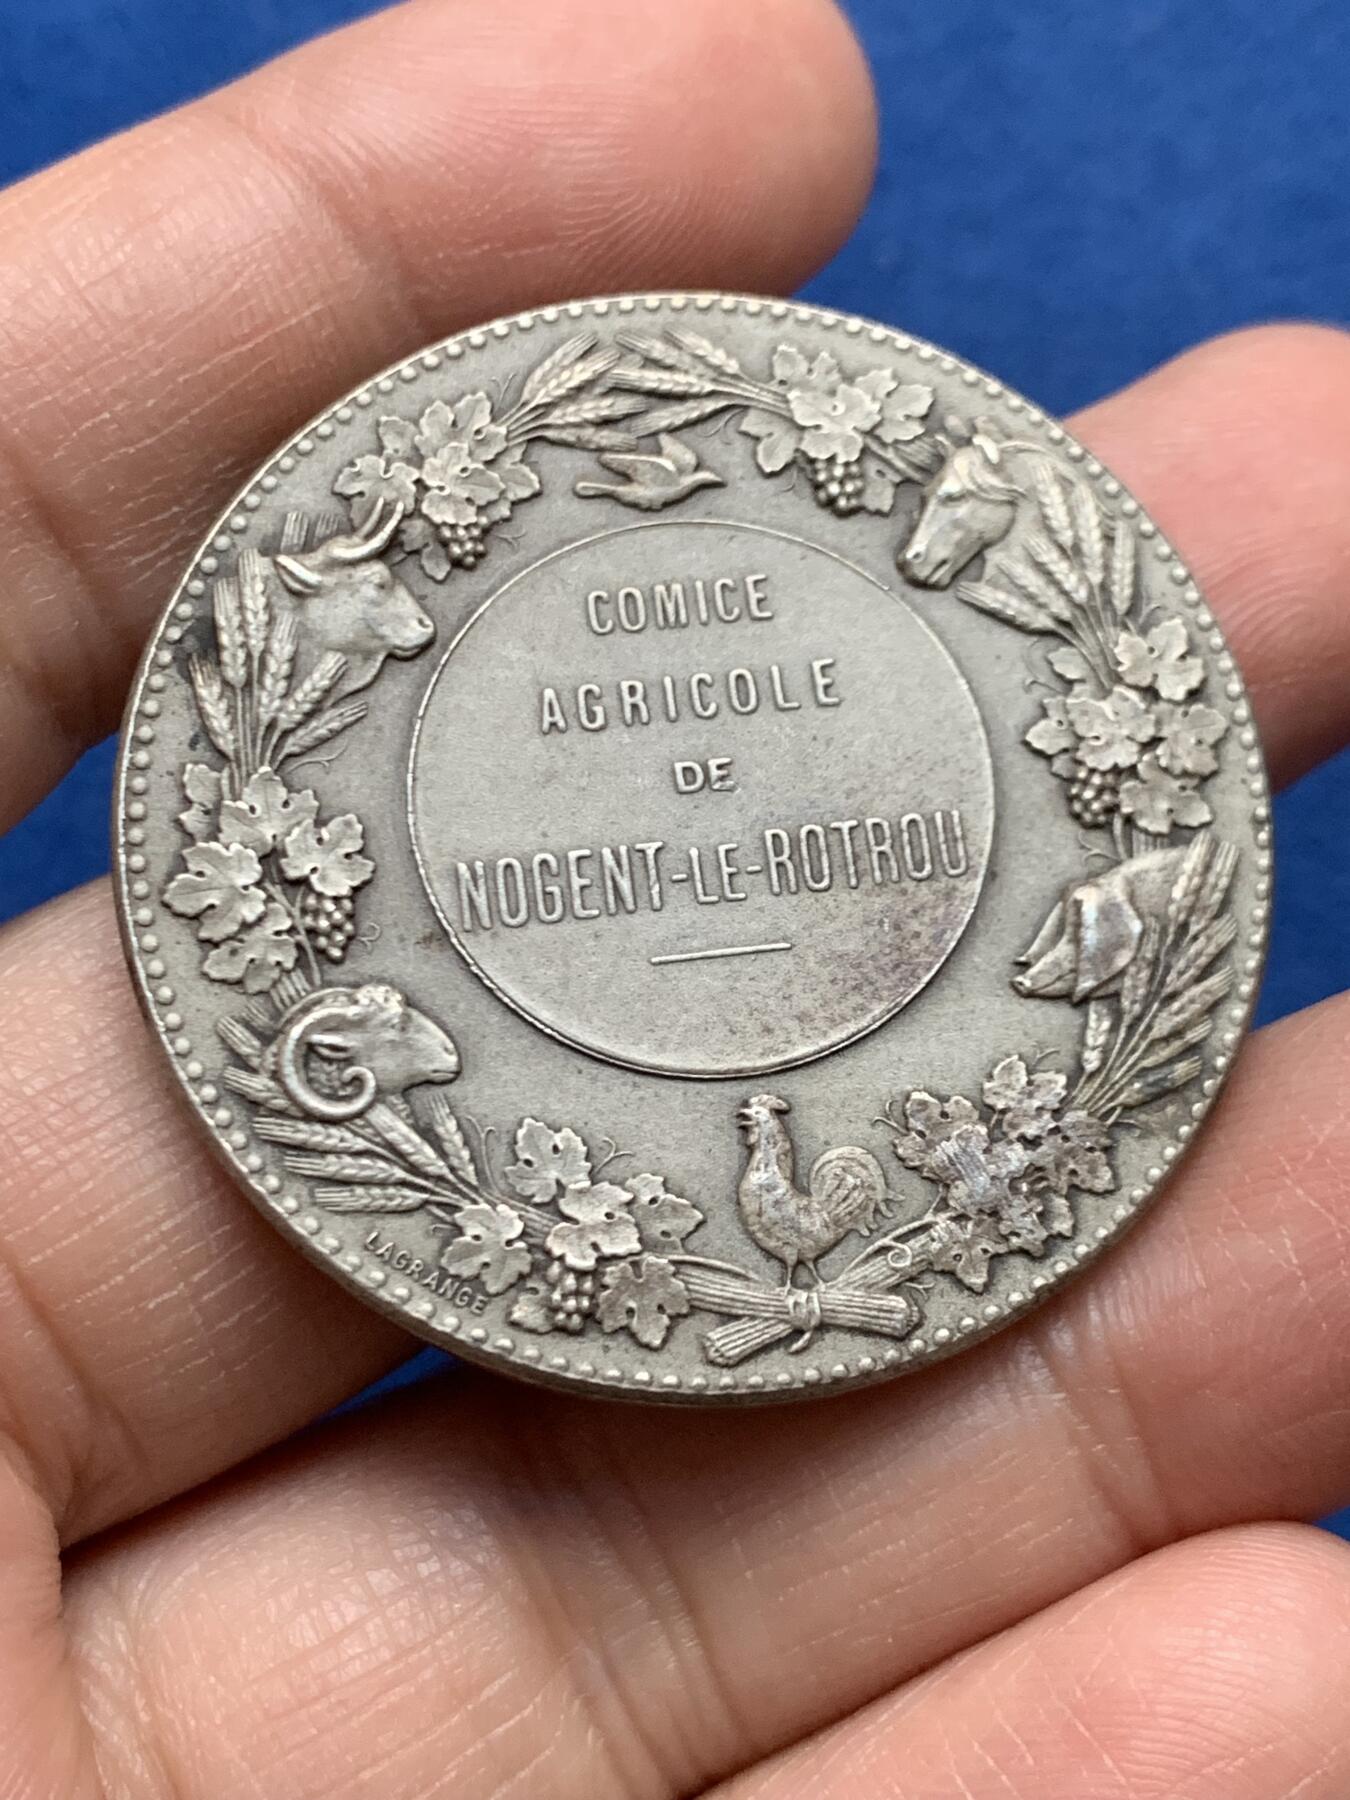 COMICE
AGRICOLE
DE
NOGENT-LE-ROTROU
LAGRANGE